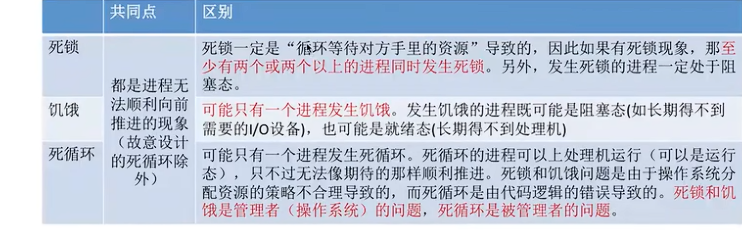 共同点
区别
死锁
都是进程无
法顺利向前
推进的现象
（故意设计
的死循环除
外）
死锁一定是“循环等待对方手里的资源”导致的，因此如果有死锁现象，那至
少有两个或两个以上的进程同时发生死锁。另外，发生死锁的进程一定处于阻
塞态。
饥饿
可能只有一个进程发生饥饿。发生饥饿的进程既可能是阻塞态(如长期得不到
需要的I/O设备)，也可能是就绪态(长期得不到处理机)
死循环
可能只有一个进程发生死循环。死循环的进程可以上处理机运行（可以是运行
态），只不过无法像期待的那样顺利推进。死锁和饥饿问题是由于操作系统分
配资源的策略不合理导致的，而死循环是由代码逻辑的错误导致的。死锁和饥
饿是管理者（操作系统）的问题，死循环是被管理者的问题。